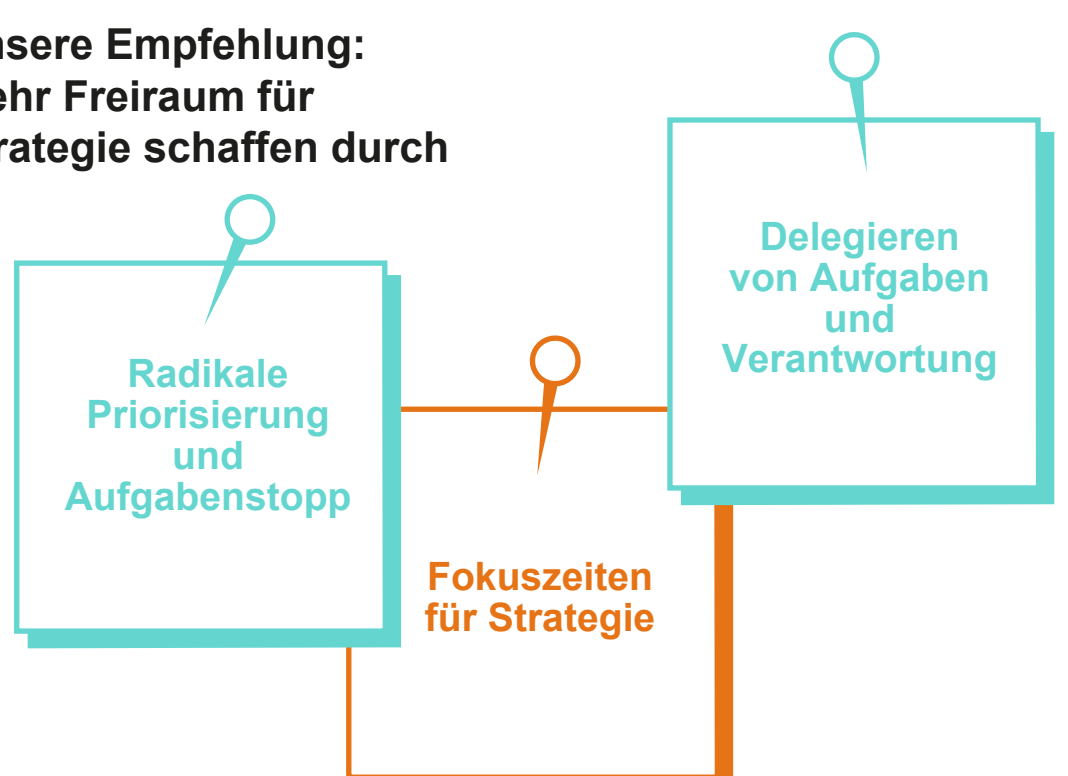 nsere Empfehlung:
ehr Freiraum für
rategie schaffen durch
Radikale
Priorisierung
und
Aufgabenstopp
Fokuszeiten
für Strategie
Delegieren
von Aufgaben
und
Verantwortung